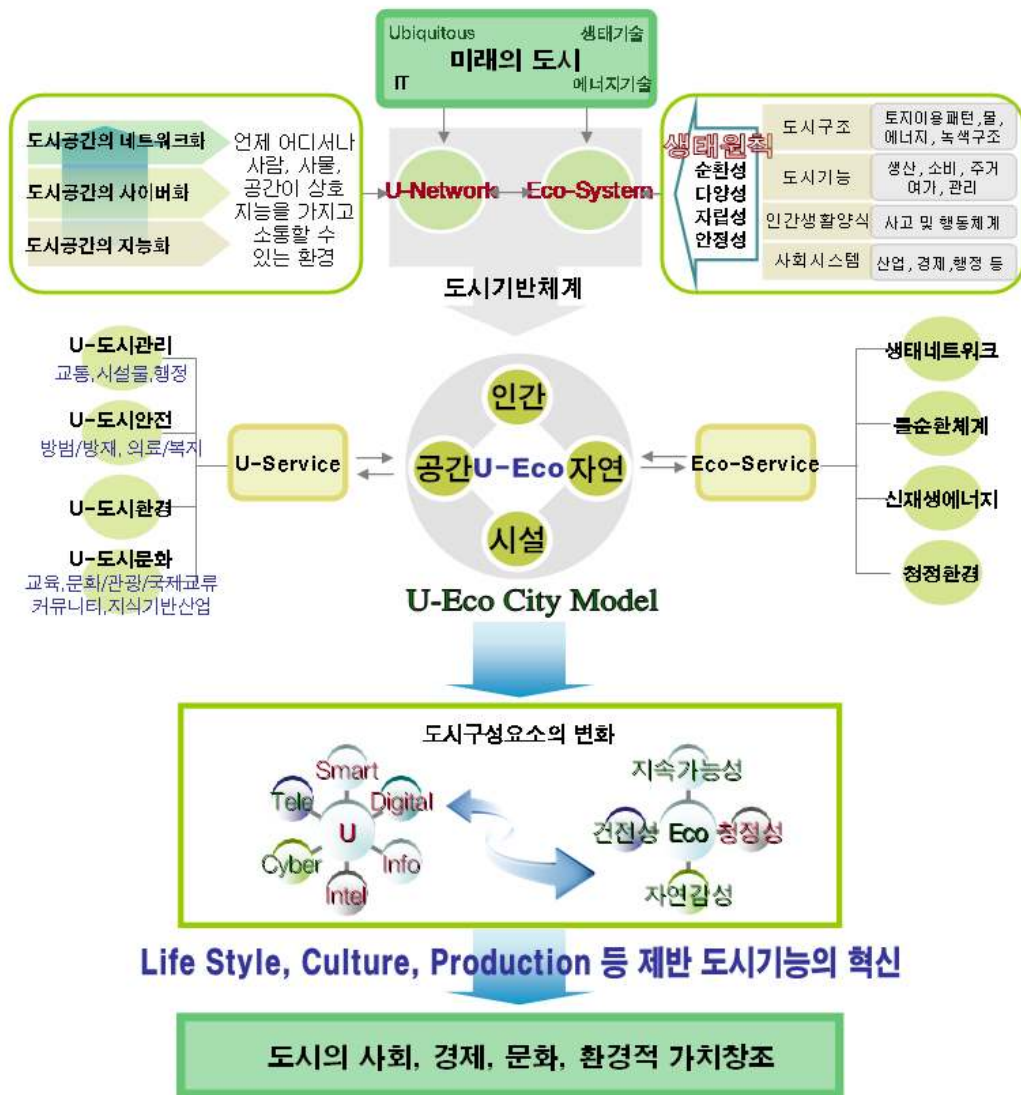 Ubiquitous
생태기술
미래의 도시
IT
에너지기술
도시공간의 네트워크화
도시공간의 사이버화
도시공간의 지능화
언제 어디서나
사람, 사물,
공간이 상호
지능을 가지고
소통할 수
있는 환경
U-Network
Eco-System
생태원칙
순환성
다양성
자립성
안정성
도시구조
토지이용패턴,물,
에너지, 녹색구조
도시기능
생산, 소비, 주거
여가, 관리
인간생활양식
사고 및 행동체계
사회시스템
산업, 경제,행정 등
도시기반체계
U-도시관리
교통,시설물,행정
U-도시안전
방범/방재, 의료/복지
U-도시환경
U-도시문화
교육,문화/관광/국제교류
커뮤니티,지식기반산업
U-Service
인간
공간
U-Eco
자연
시설
Eco-Service
생태네트워크
물순환체계
신재생에너지
청정환경
U-Eco City Model
도시구성요소의 변화
Smart
Tele
Digital
U
Cyber
Info
Intel
지속가능성
건전성
Eco
청정성
자연감성
Life Style, Culture, Production 등 제반 도시기능의 혁신
도시의 사회, 경제, 문화, 환경적 가치창조